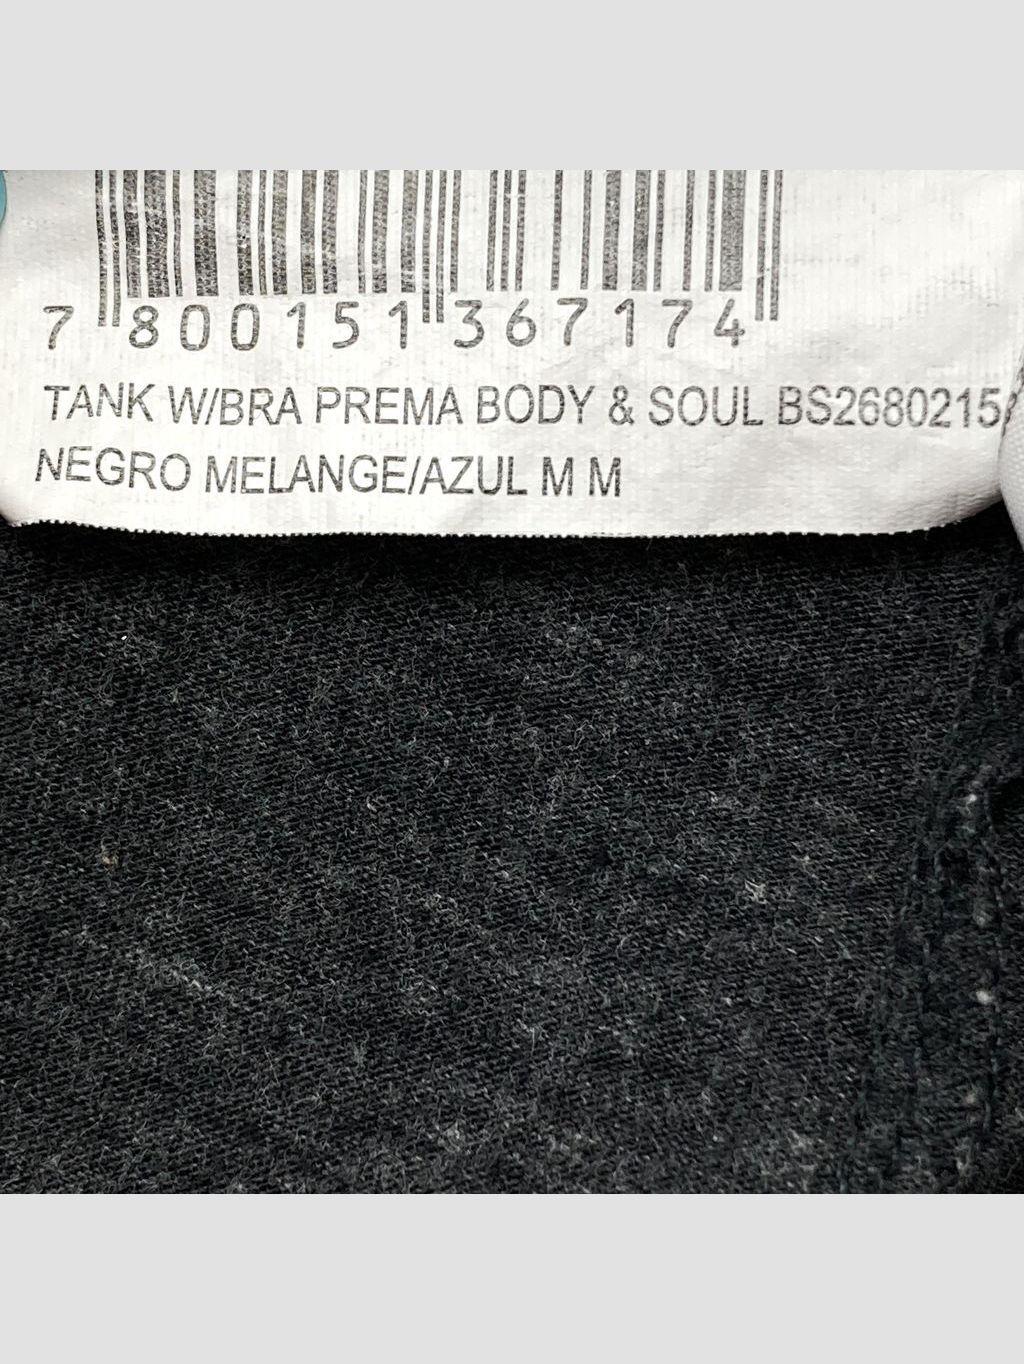 7 800151 367174
TANK W/BRA PREMA BODY & SOUL BS2680215
NEGRO MELANGE/AZUL M M